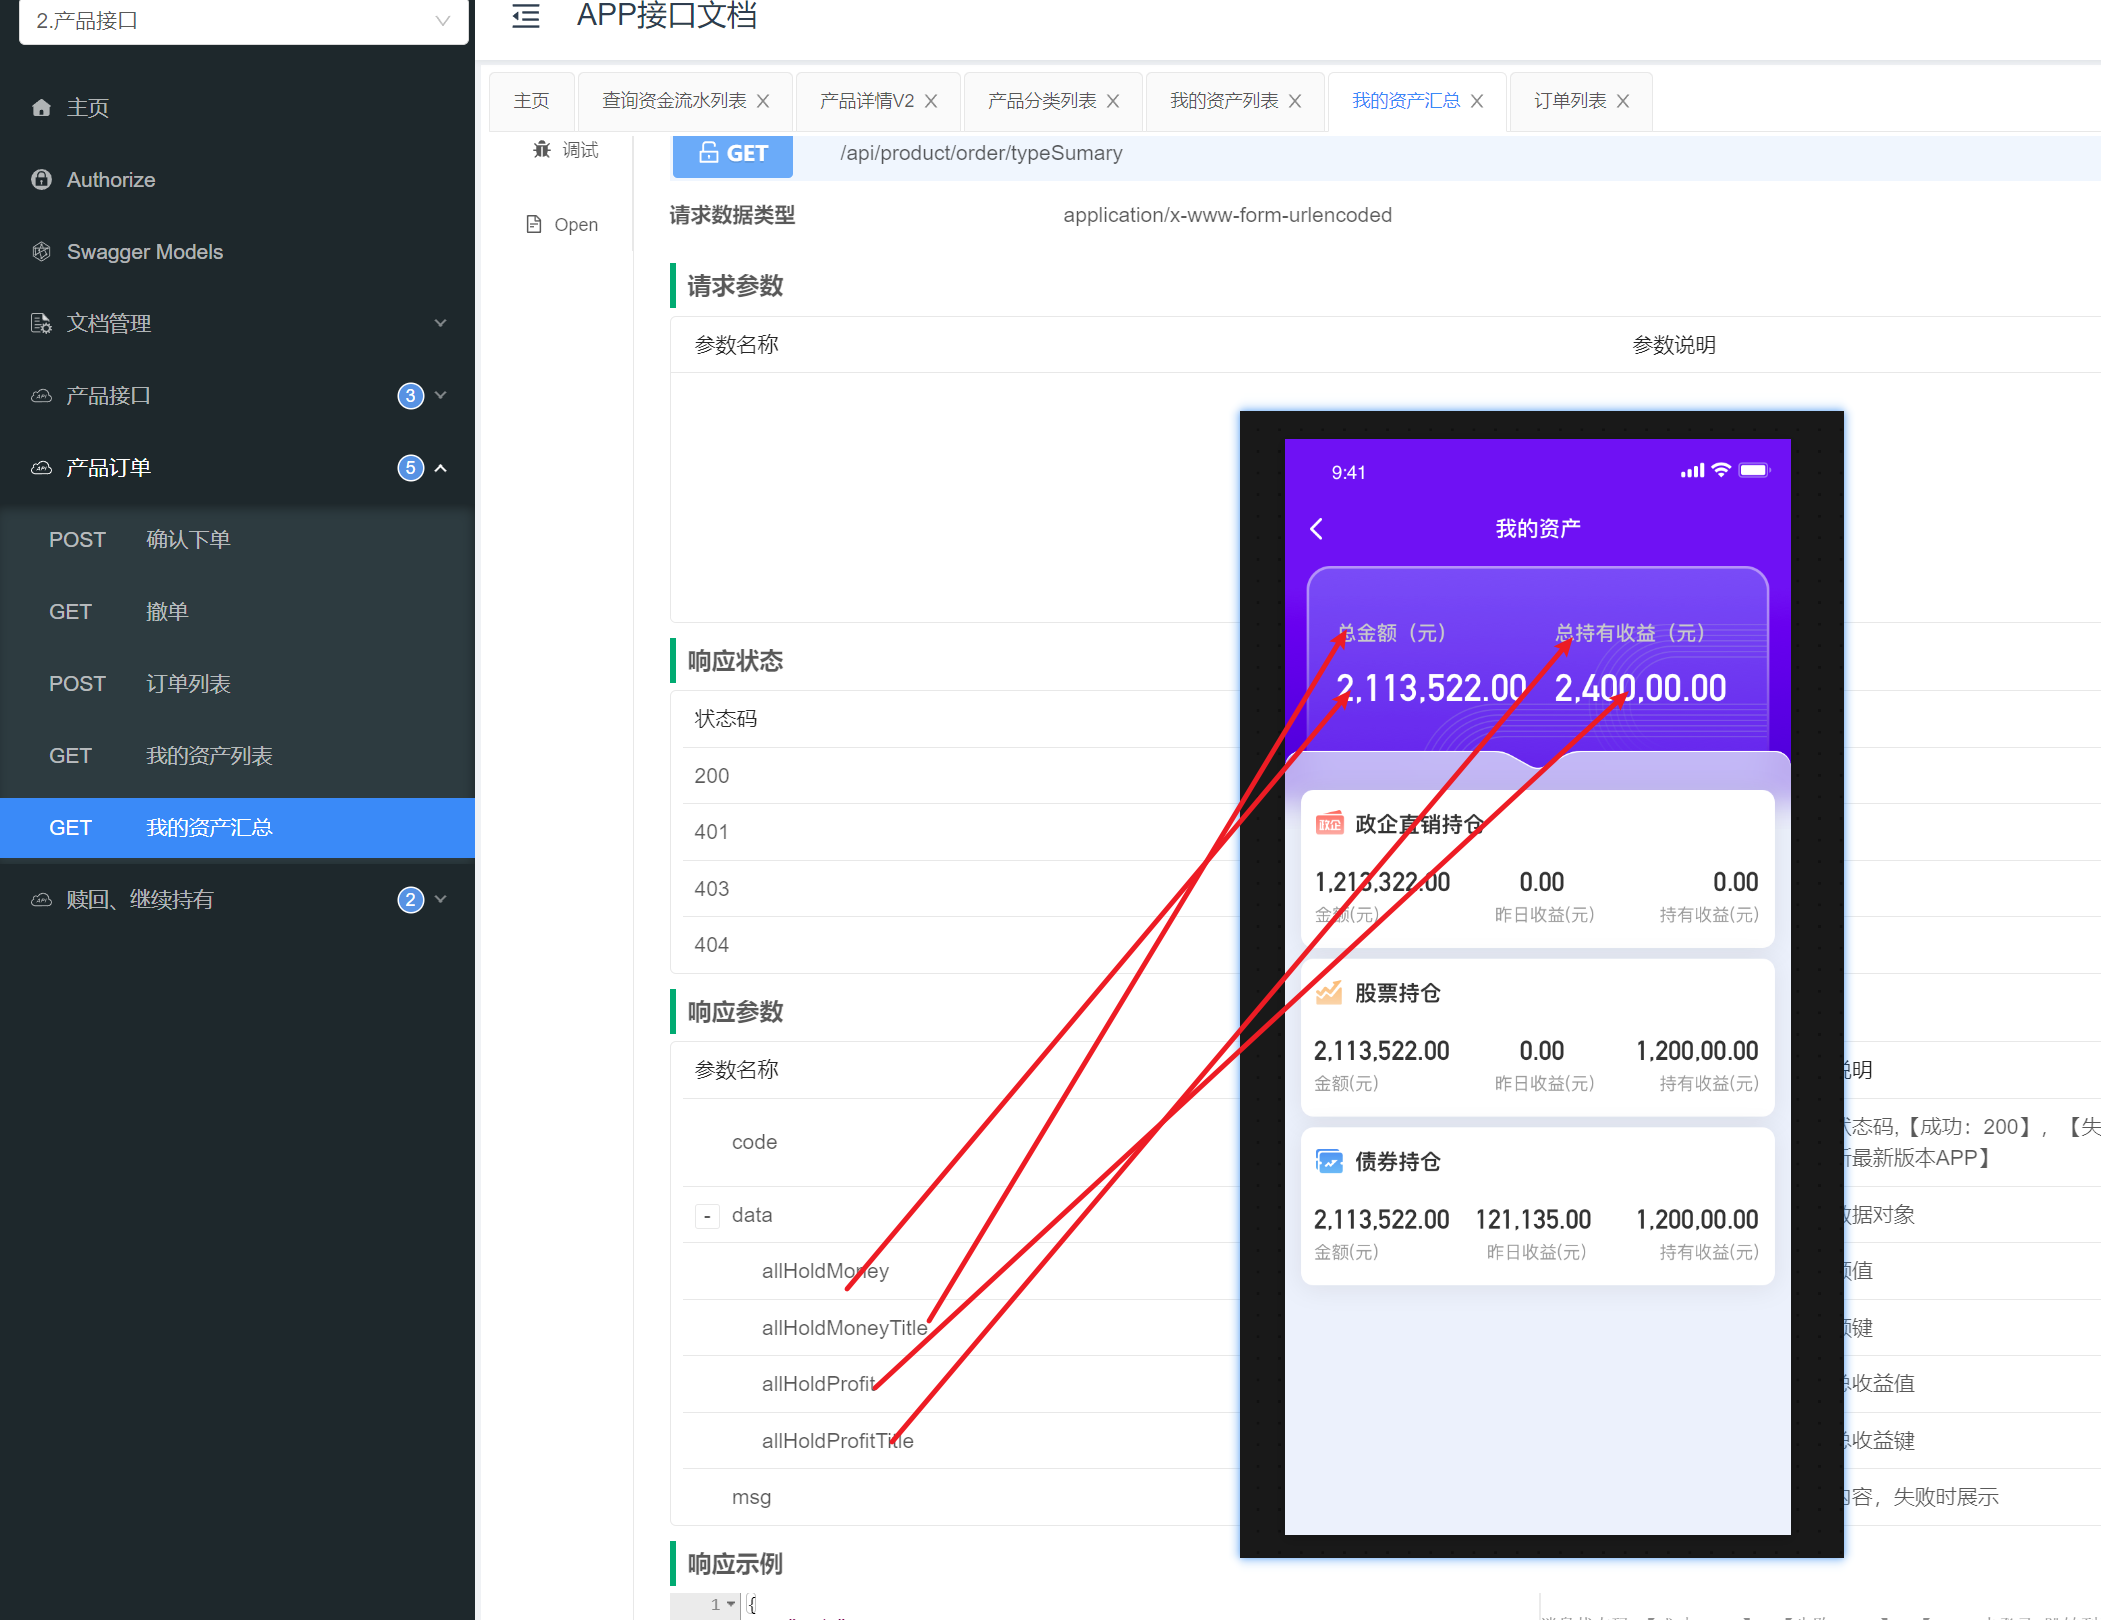 2.产品接口
APP接口文档
主页
Authorize
Swagger Models
文档管理
产品接口 3
产品订单 5
POST 确认下单
GET 撤单
POST 订单列表
GET 我的资产列表
GET 我的资产汇总
赎回、继续持有 2
主页 查询资金流水列表 产品详情V2 产品分类列表 我的资产列表 我的资产汇总 订单列表
调试
Open
GET /api/product/order/typeSumary
请求数据类型 application/x-www-form-urlencoded
请求参数
参数名称 参数说明
响应状态
状态码
200
401
403
404
响应参数
参数名称 说明
code 状态码,【成功：200】，【失
新最新版本APP】
- data 数据对象
allHoldMoney 额值
allHoldMoneyTitle 额键
allHoldProfit 总收益值
allHoldProfitTitle 总收益键
msg 内容，失败时展示
响应示例
1 {
9:41
我的资产
总金额（元） 总持有收益（元）
2,113,522.00 2,400,00.00
政企 政企直销持仓
1,213,322.00 0.00 0.00
金额(元) 昨日收益(元) 持有收益(元)
股票持仓
2,113,522.00 0.00 1,200,00.00
金额(元) 昨日收益(元) 持有收益(元)
债券持仓
2,113,522.00 121,135.00 1,200,00.00
金额(元) 昨日收益(元) 持有收益(元)